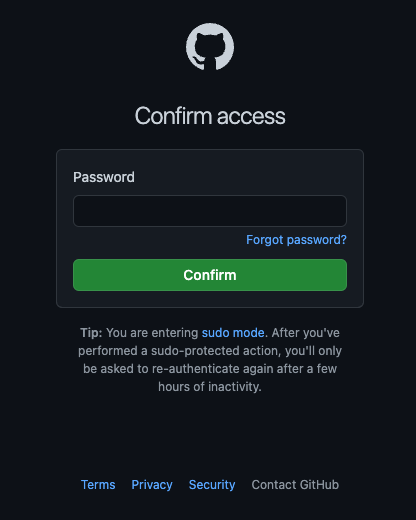 Confirm access
Password
Forgot password?
Confirm
Tip: You are entering sudo mode. After you've
performed a sudo-protected action, you'll only
be asked to re-authenticate again after a few
hours of inactivity.
Terms Privacy Security Contact GitHub